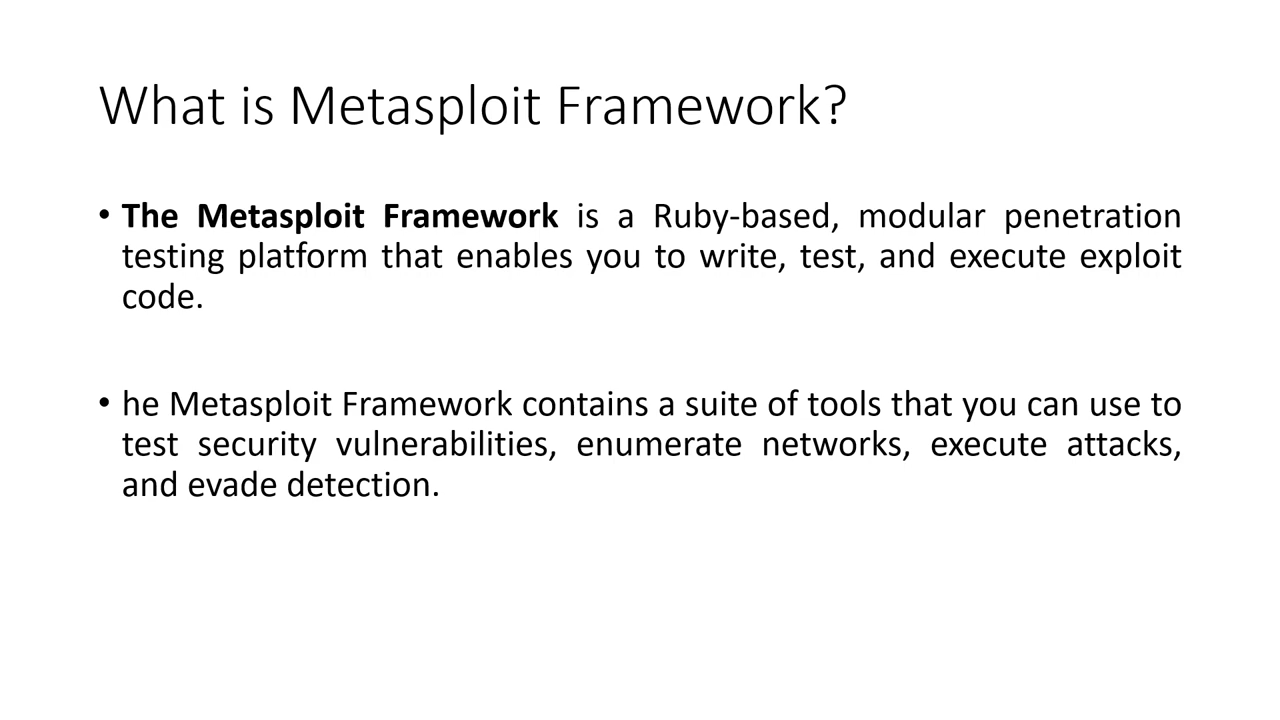 What is Metasploit Framework?
• The Metasploit Framework is a Ruby-based, modular penetration
testing platform that enables you to write, test, and execute exploit
code.
• he Metasploit Framework contains a suite of tools that you can use to
test security vulnerabilities, enumerate networks, execute attacks,
and evade detection.